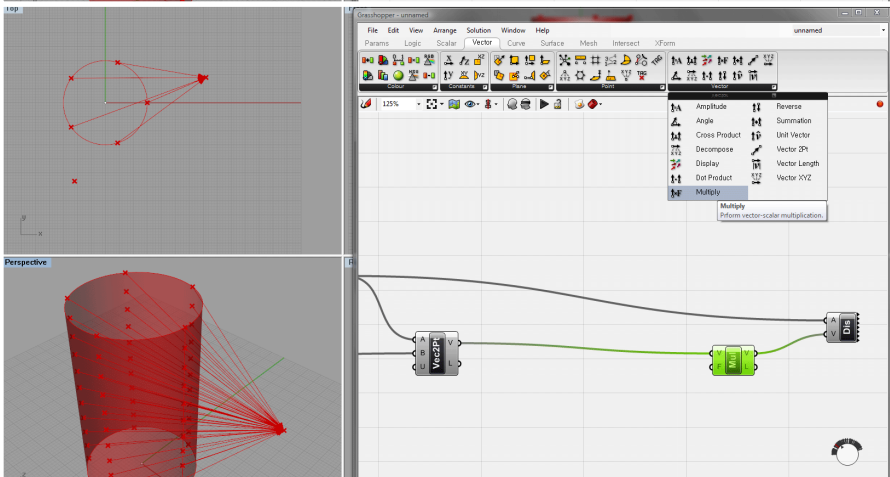 Top
y
x
Perspective
z
Grasshopper - unnamed
File Edit View Arrange Solution Window Help unnamed
Params Logic Scalar Vector Curve Surface Mesh Intersect XForm
Colour Constants Plane Point Vector
125%
Amplitude Reverse
Angle Summation
Cross Product Unit Vector
Decompose Vector 2Pt
Display Vector Length
Dot Product Vector XYZ
Multiply
Multiply
Prform vector-scalar multiplication.
A B U Vec2Pt V L
V F Mul V L
A V Dis